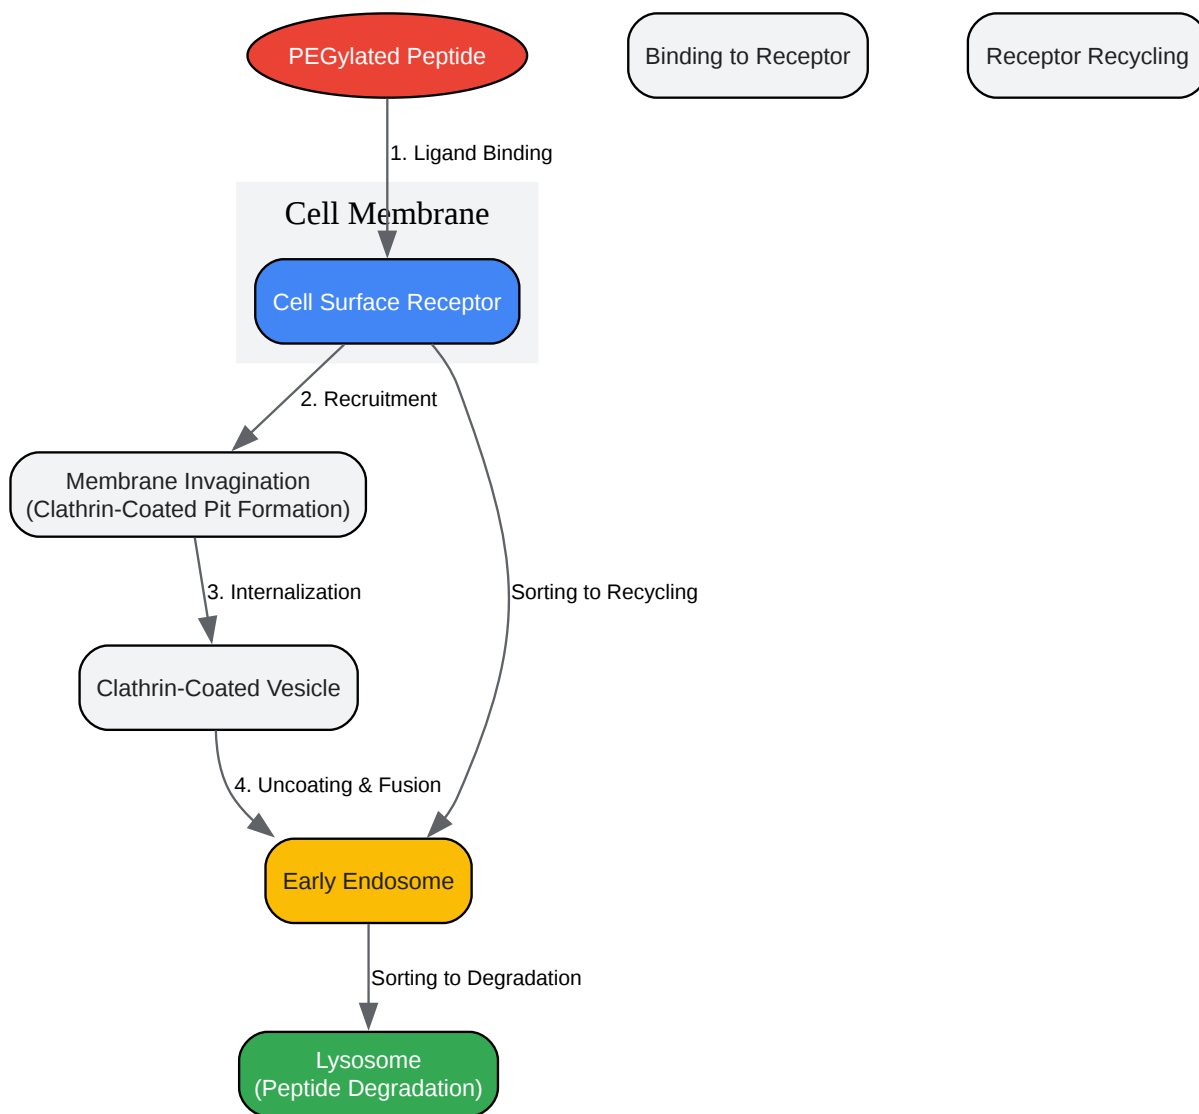 PEGylated Peptide
Binding to Receptor
Receptor Recycling
1. Ligand Binding
Cell Membrane
Cell Surface Receptor
2. Recruitment
Membrane Invagination
(Clathrin-Coated Pit Formation)
3. Internalization
Sorting to Recycling
Clathrin-Coated Vesicle
4. Uncoating & Fusion
Early Endosome
Sorting to Degradation
Lysosome
(Peptide Degradation)